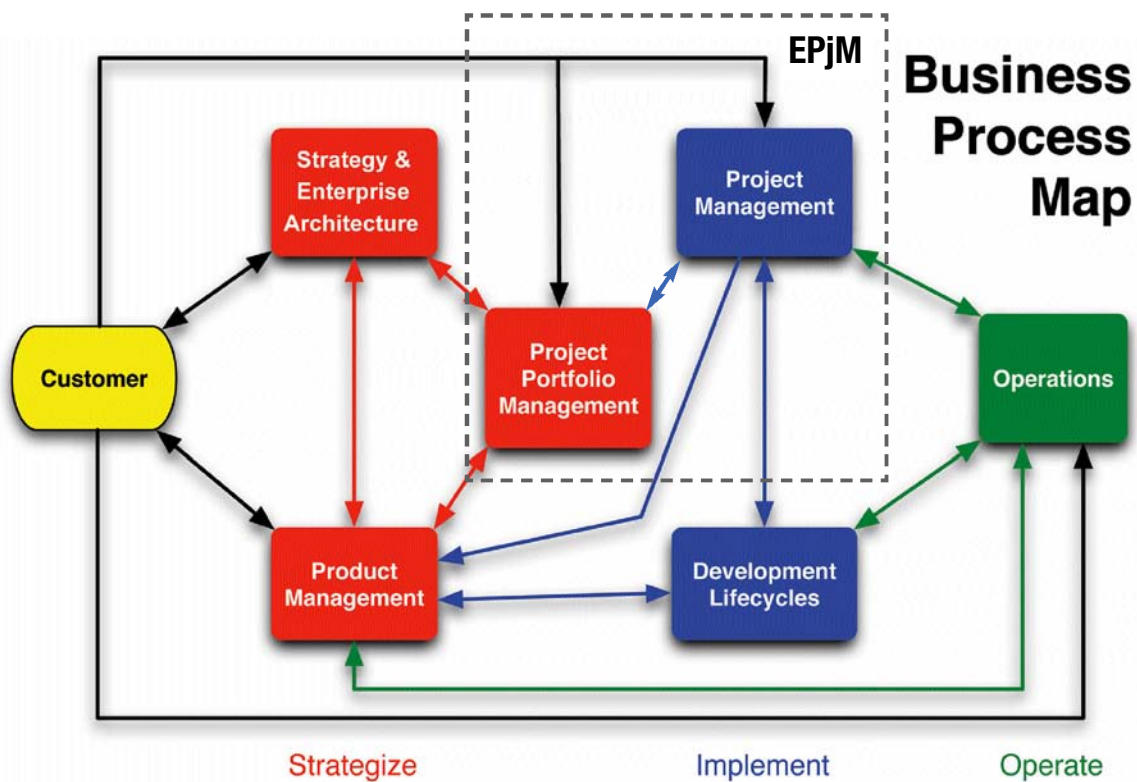 EPjM
Business
Process
Map
Strategy &
Enterprise
Architecture
Project
Management
Customer
Project
Portfolio
Management
Operations
Product
Management
Development
Lifecycles
Strategize
Implement
Operate